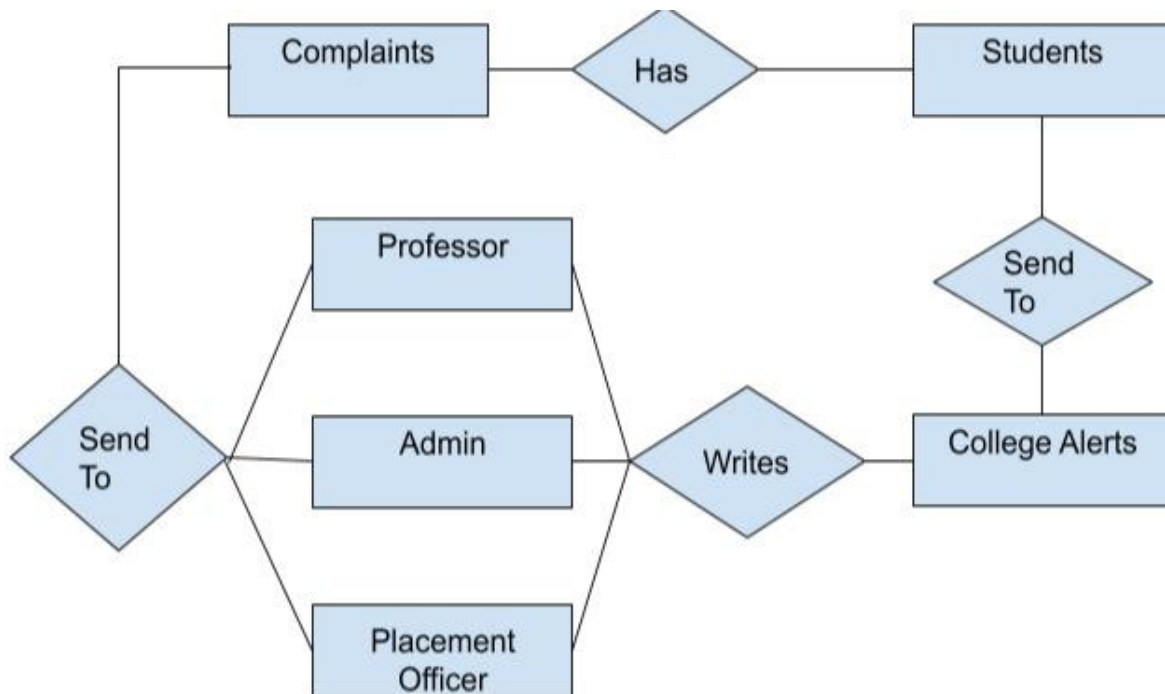 Complaints
Has
Students
Professor
Send
To
Send
To
Admin
Writes
College Alerts
Placement
Officer